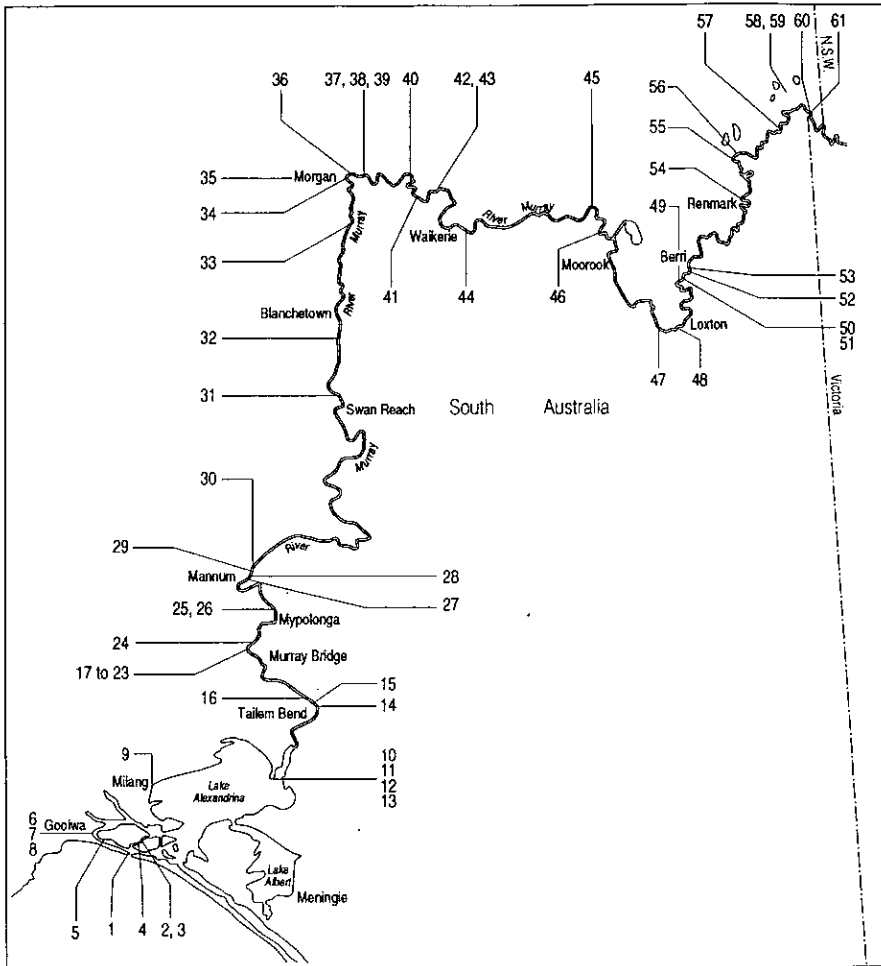 57
58, 59
60
61
N.S.W.
36
37, 38, 39
40
42, 43
45
56
55
54
35
Morgan
34
Renmark
49
33
Murray
Waikerie
River
Murray
Moorook
Berri
53
52
41
44
46
50
51
Blanchetown
River
Loxton
32
47
48
Victoria
31
Swan Reach
South Australia
Murray
30
River
29
Mannum
28
27
25, 26
Mypolonga
24
Murray Bridge
17 to 23
16
15
Tailem Bend
14
9
Milang
10
11
12
13
Lake
Alexandrina
6
7
8
Goolwa
Lake
Albert
Meningie
5
1
4
2, 3